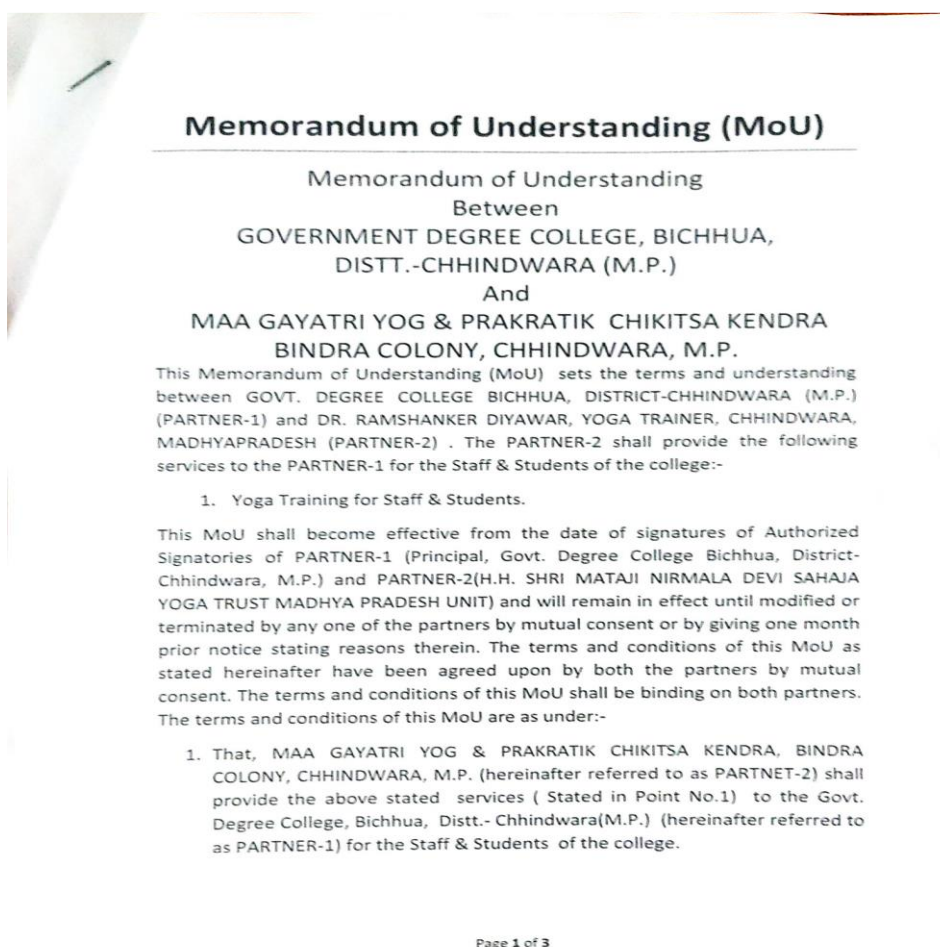 Memorandum of Understanding (MoU)
Memorandum of Understanding
Between
GOVERNMENT DEGREE COLLEGE, BICHHUA,
DISTT.-CHHINDWARA (M.P.)
And
MAA GAYATRI YOG & PRAKRATIK CHIKITSA KENDRA
BINDRA COLONY, CHHINDWARA, M.P.
This Memorandum of Understanding (MoU) sets the terms and understanding
between GOVT. DEGREE COLLEGE BICHHUA, DISTRICT-CHHINDWARA (M.P.)
(PARTNER-1) and DR. RAMSHANKER DIYAWAR, YOGA TRAINER, CHHINDWARA,
MADHYAPRADESH (PARTNER-2) . The PARTNER-2 shall provide the following
services to the PARTNER-1 for the Staff & Students of the college:-
1. Yoga Training for Staff & Students.
This MoU shall become effective from the date of signatures of Authorized
Signatories of PARTNER-1 (Principal, Govt. Degree College Bichhua, District-
Chhindwara, M.P.) and PARTNER-2(H.H. SHRI MATAJI NIRMALA DEVI SAHAJA
YOGA TRUST MADHYA PRADESH UNIT) and will remain in effect until modified or
terminated by any one of the partners by mutual consent or by giving one month
prior notice stating reasons therein. The terms and conditions of this MoU as
stated hereinafter have been agreed upon by both the partners by mutual
consent. The terms and conditions of this MoU shall be binding on both partners.
The terms and conditions of this MoU are as under:-
1. That, MAA GAYATRI YOG & PRAKRATIK CHIKITSA KENDRA, BINDRA
COLONY, CHHINDWARA, M.P. (hereinafter referred to as PARTNET-2) shall
provide the above stated services ( Stated in Point No.1) to the Govt.
Degree College, Bichhua, Distt.- Chhindwara(M.P.) (hereinafter referred to
as PARTNER-1) for the Staff & Students of the college.
Page 1 of 3